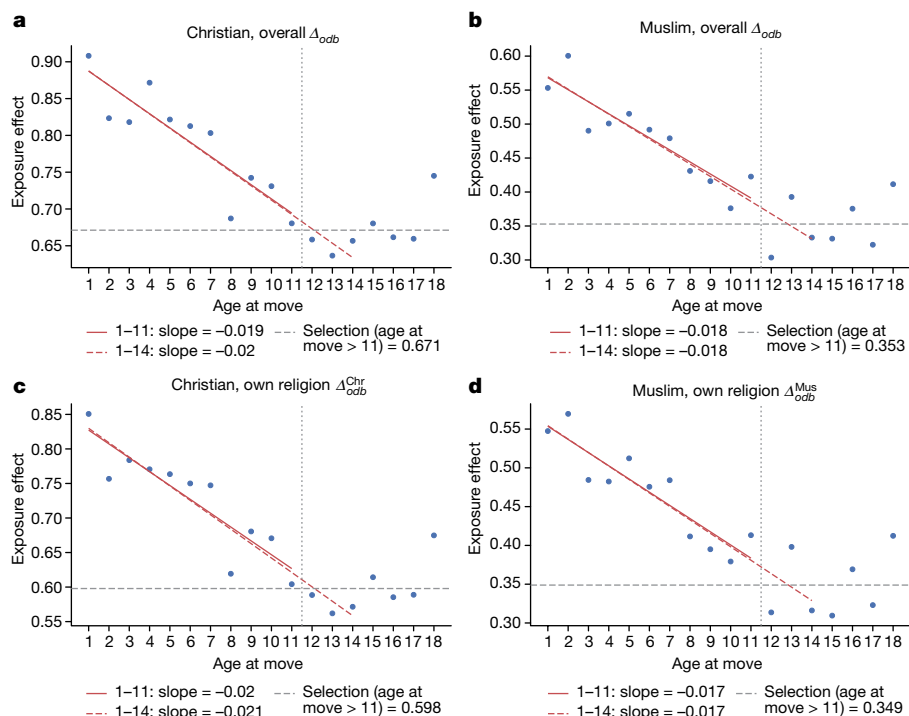 a
Christian, overall Δodb
Exposure effect
0.90
0.85
0.80
0.75
0.70
0.65
1 2 3 4 5 6 7 8 9 10 11 12 13 14 15 16 17 18
Age at move
1–11: slope = –0.019
1–14: slope = –0.02
Selection (age at
move > 11) = 0.671
b
Muslim, overall Δodb
Exposure effect
0.60
0.55
0.50
0.45
0.40
0.35
0.30
1 2 3 4 5 6 7 8 9 10 11 12 13 14 15 16 17 18
Age at move
1–11: slope = –0.018
1–14: slope = –0.018
Selection (age at
move > 11) = 0.353
c
Christian, own religion ΔodbChr
Exposure effect
0.85
0.80
0.75
0.70
0.65
0.60
0.55
1 2 3 4 5 6 7 8 9 10 11 12 13 14 15 16 17 18
Age at move
1–11: slope = –0.02
1–14: slope = –0.021
Selection (age at
move > 11) = 0.598
d
Muslim, own religion ΔodbMus
Exposure effect
0.55
0.50
0.45
0.40
0.35
0.30
1 2 3 4 5 6 7 8 9 10 11 12 13 14 15 16 17 18
Age at move
1–11: slope = –0.017
1–14: slope = –0.017
Selection (age at
move > 11) = 0.349